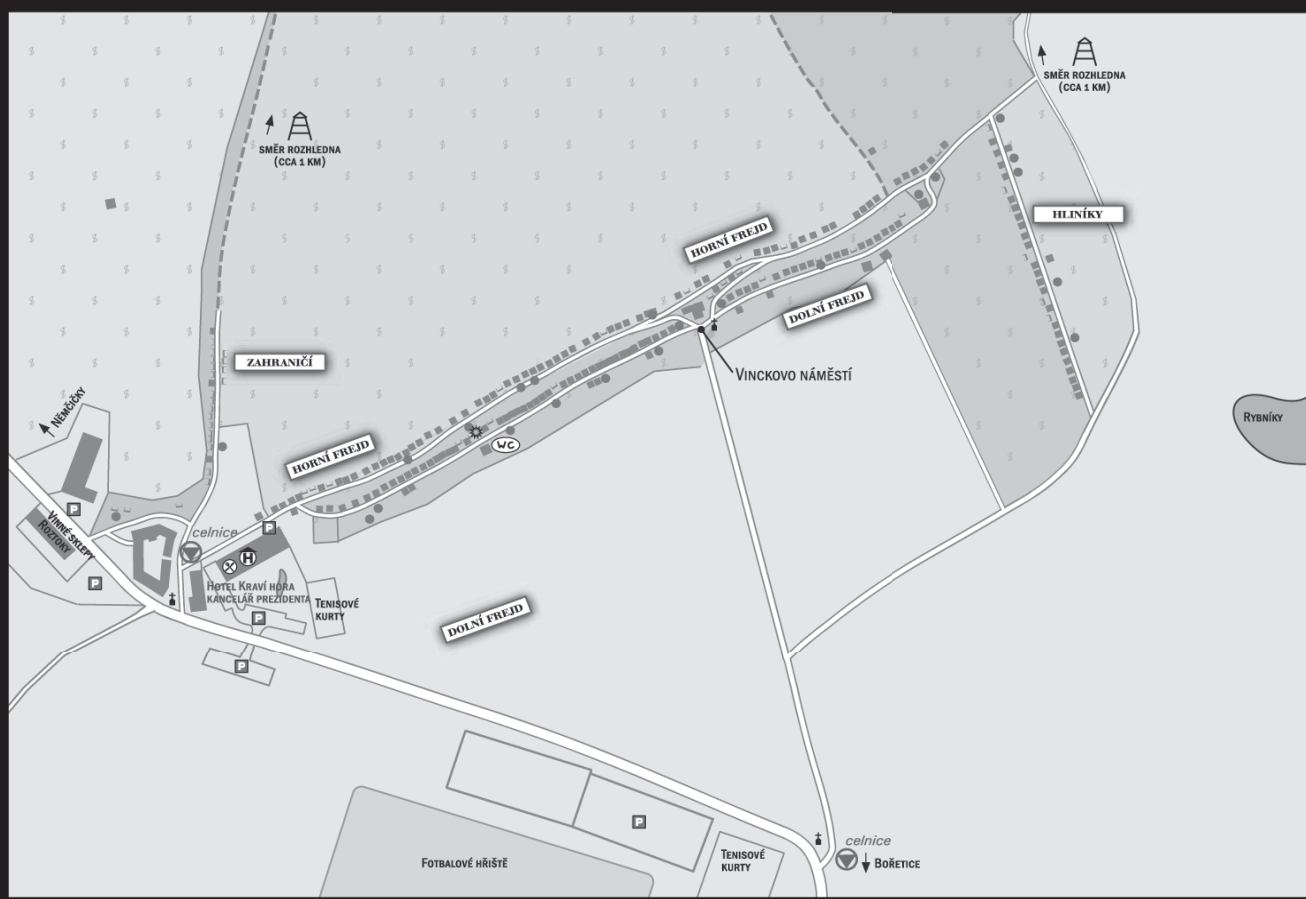 SMĚR ROZHLEDNA
(CCA 1 KM)
SMĚR ROZHLEDNA
(CCA 1 KM)
HLINÍKY
HORNÍ FREJD
DOLNÍ FREJD
ZAHRANIČÍ
VINCKOVO NÁMĚSTÍ
NĚMČIČKY
RYBNÍKY
HORNÍ FREJD
WC
P
P
VINNÉ SKLEPY
ROZTOKY
celnice
H
P
HOTEL KRAVÍ HORA
KANCELÁŘ PREZIDENTA
TENISOVÉ
KURTY
P
DOLNÍ FREJD
P
P
celnice
BOŘETICE
FOTBALOVÉ HŘIŠTĚ
TENISOVÉ
KURTY